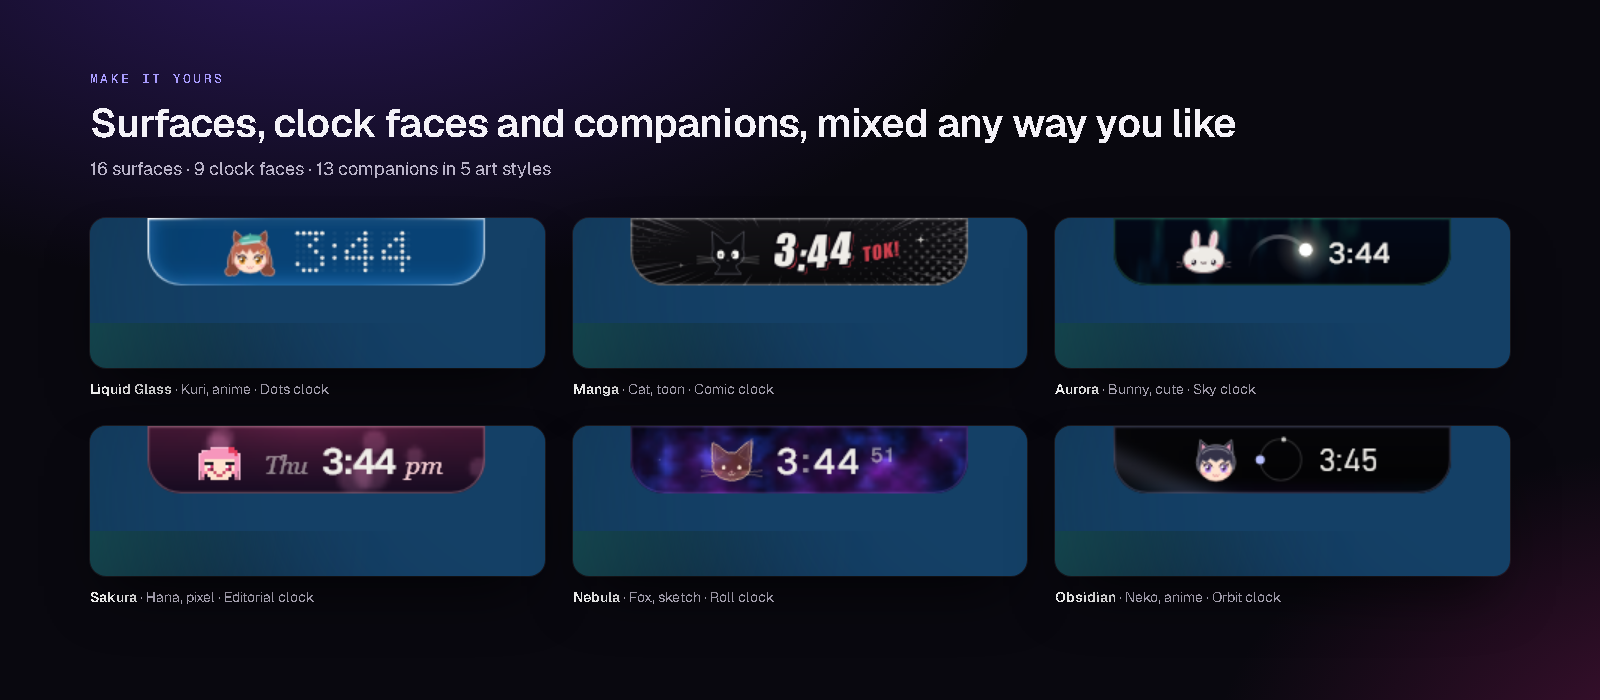 MAKE IT YOURS
Surfaces, clock faces and companions, mixed any way you like
16 surfaces · 9 clock faces · 13 companions in 5 art styles
3:44
3:44 TOK!
3:44
Liquid Glass · Kuri, anime · Dots clock
Manga · Cat, toon · Comic clock
Aurora · Bunny, cute · Sky clock
Thu 3:44 pm
3:44 51
3:45
Sakura · Hana, pixel · Editorial clock
Nebula · Fox, sketch · Roll clock
Obsidian · Neko, anime · Orbit clock